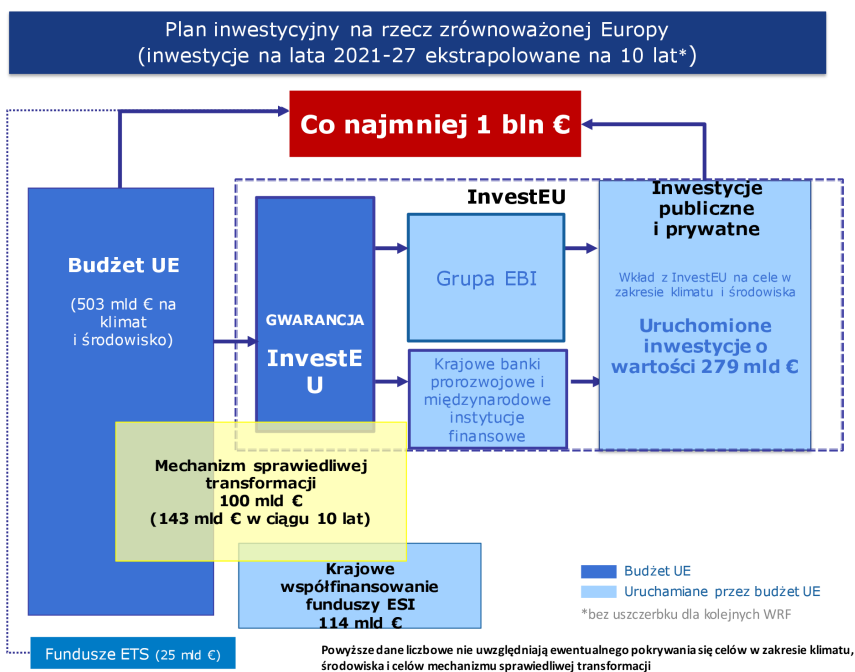 Plan inwestycyjny na rzecz zrównoważonej Europy
(inwestycje na lata 2021-27 ekstrapolowane na 10 lat*)
Co najmniej 1 bln €
Budżet UE
(503 mld € na
klimat
i środowisko)
InvestEU
GWARANCJA
InvestE
U
Grupa EBI
Krajowe banki
prorozwojowe i
międzynarodowe
instytucje
finansowe
Inwestycje
publiczne
i prywatne
Wkład z InvestEU na cele w
zakresie klimatu i środowiska
Uruchomione
inwestycje o
wartości 279 mld €
Mechanizm sprawiedliwej
transformacji
100 mld €
(143 mld € w ciągu 10 lat)
Krajowe
współfinansowanie
funduszy ESI
114 mld €
Budżet UE
Uruchamiane przez budżet UE
*bez uszczerbku dla kolejnych WRF
Fundusze ETS (25 mld €)
Powyższe dane liczbowe nie uwzględniają ewentualnego pokrywania się celów w zakresie klimatu,
środowiska i celów mechanizmu sprawiedliwej transformacji